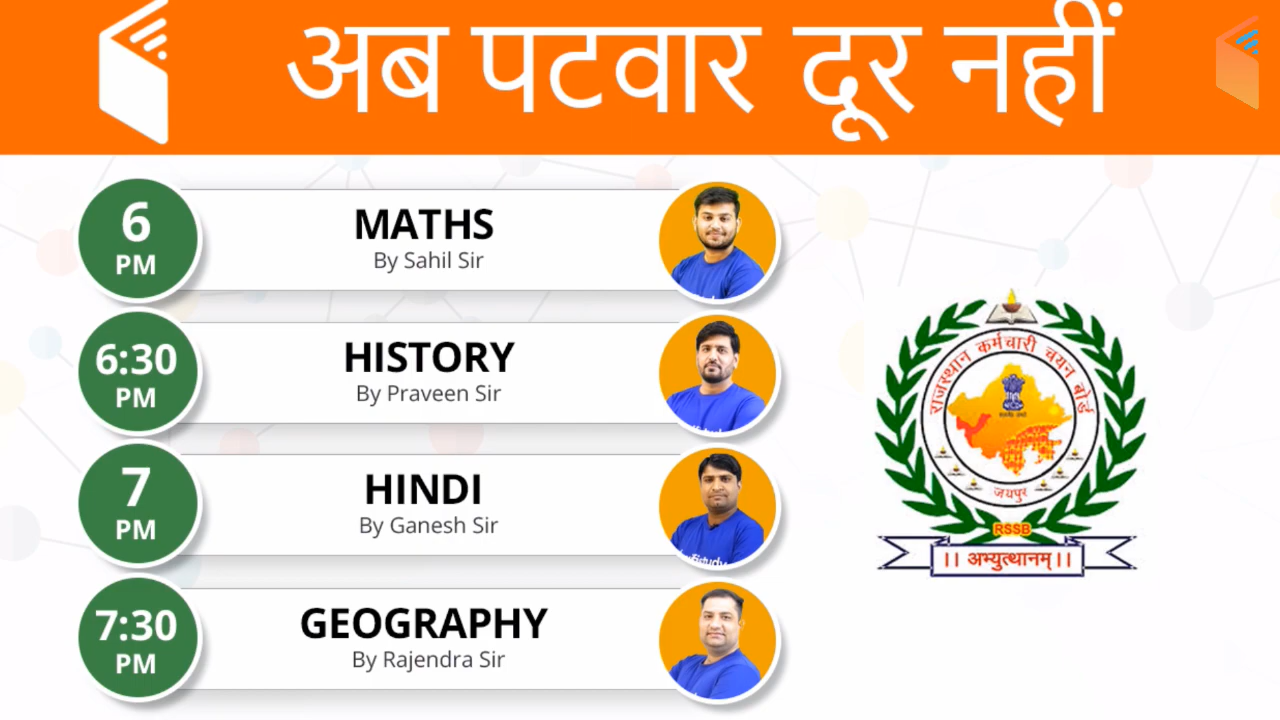 अब पटवार दूर नहीं
6
PM
MATHS
By Sahil Sir
6:30
PM
HISTORY
By Praveen Sir
7
PM
HINDI
By Ganesh Sir
7:30
PM
GEOGRAPHY
By Rajendra Sir
राजस्थान कर्मचारी चयन बोर्ड
जयपुर
RSSB
।। अभ्युत्थानम् ।।